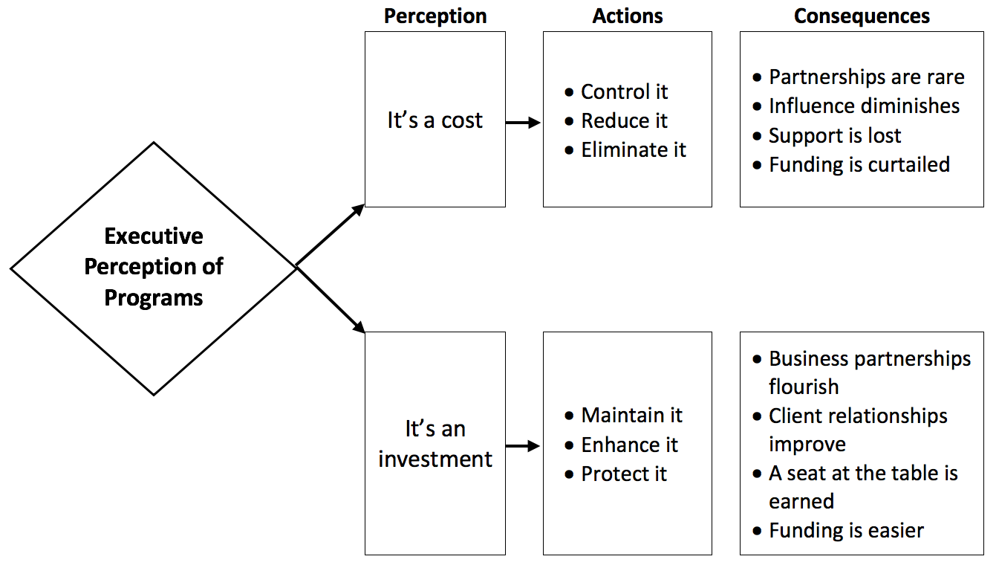 Perception
Actions
Consequences
Executive
Perception of
Programs
It’s a cost
• Control it
• Reduce it
• Eliminate it
• Partnerships are rare
• Influence diminishes
• Support is lost
• Funding is curtailed
It’s an
investment
• Maintain it
• Enhance it
• Protect it
• Business partnerships
flourish
• Client relationships
improve
• A seat at the table is
earned
• Funding is easier